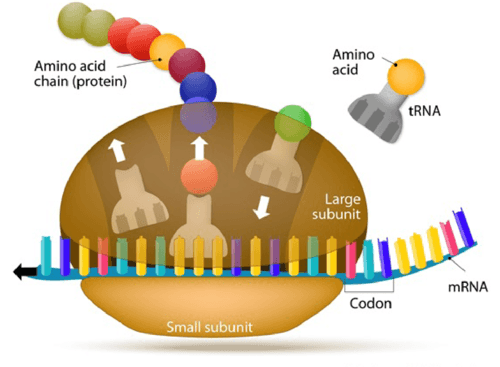 Amino acid
chain (protein)
Amino
acid
tRNA
Large
subunit
mRNA
Codon
Small subunit